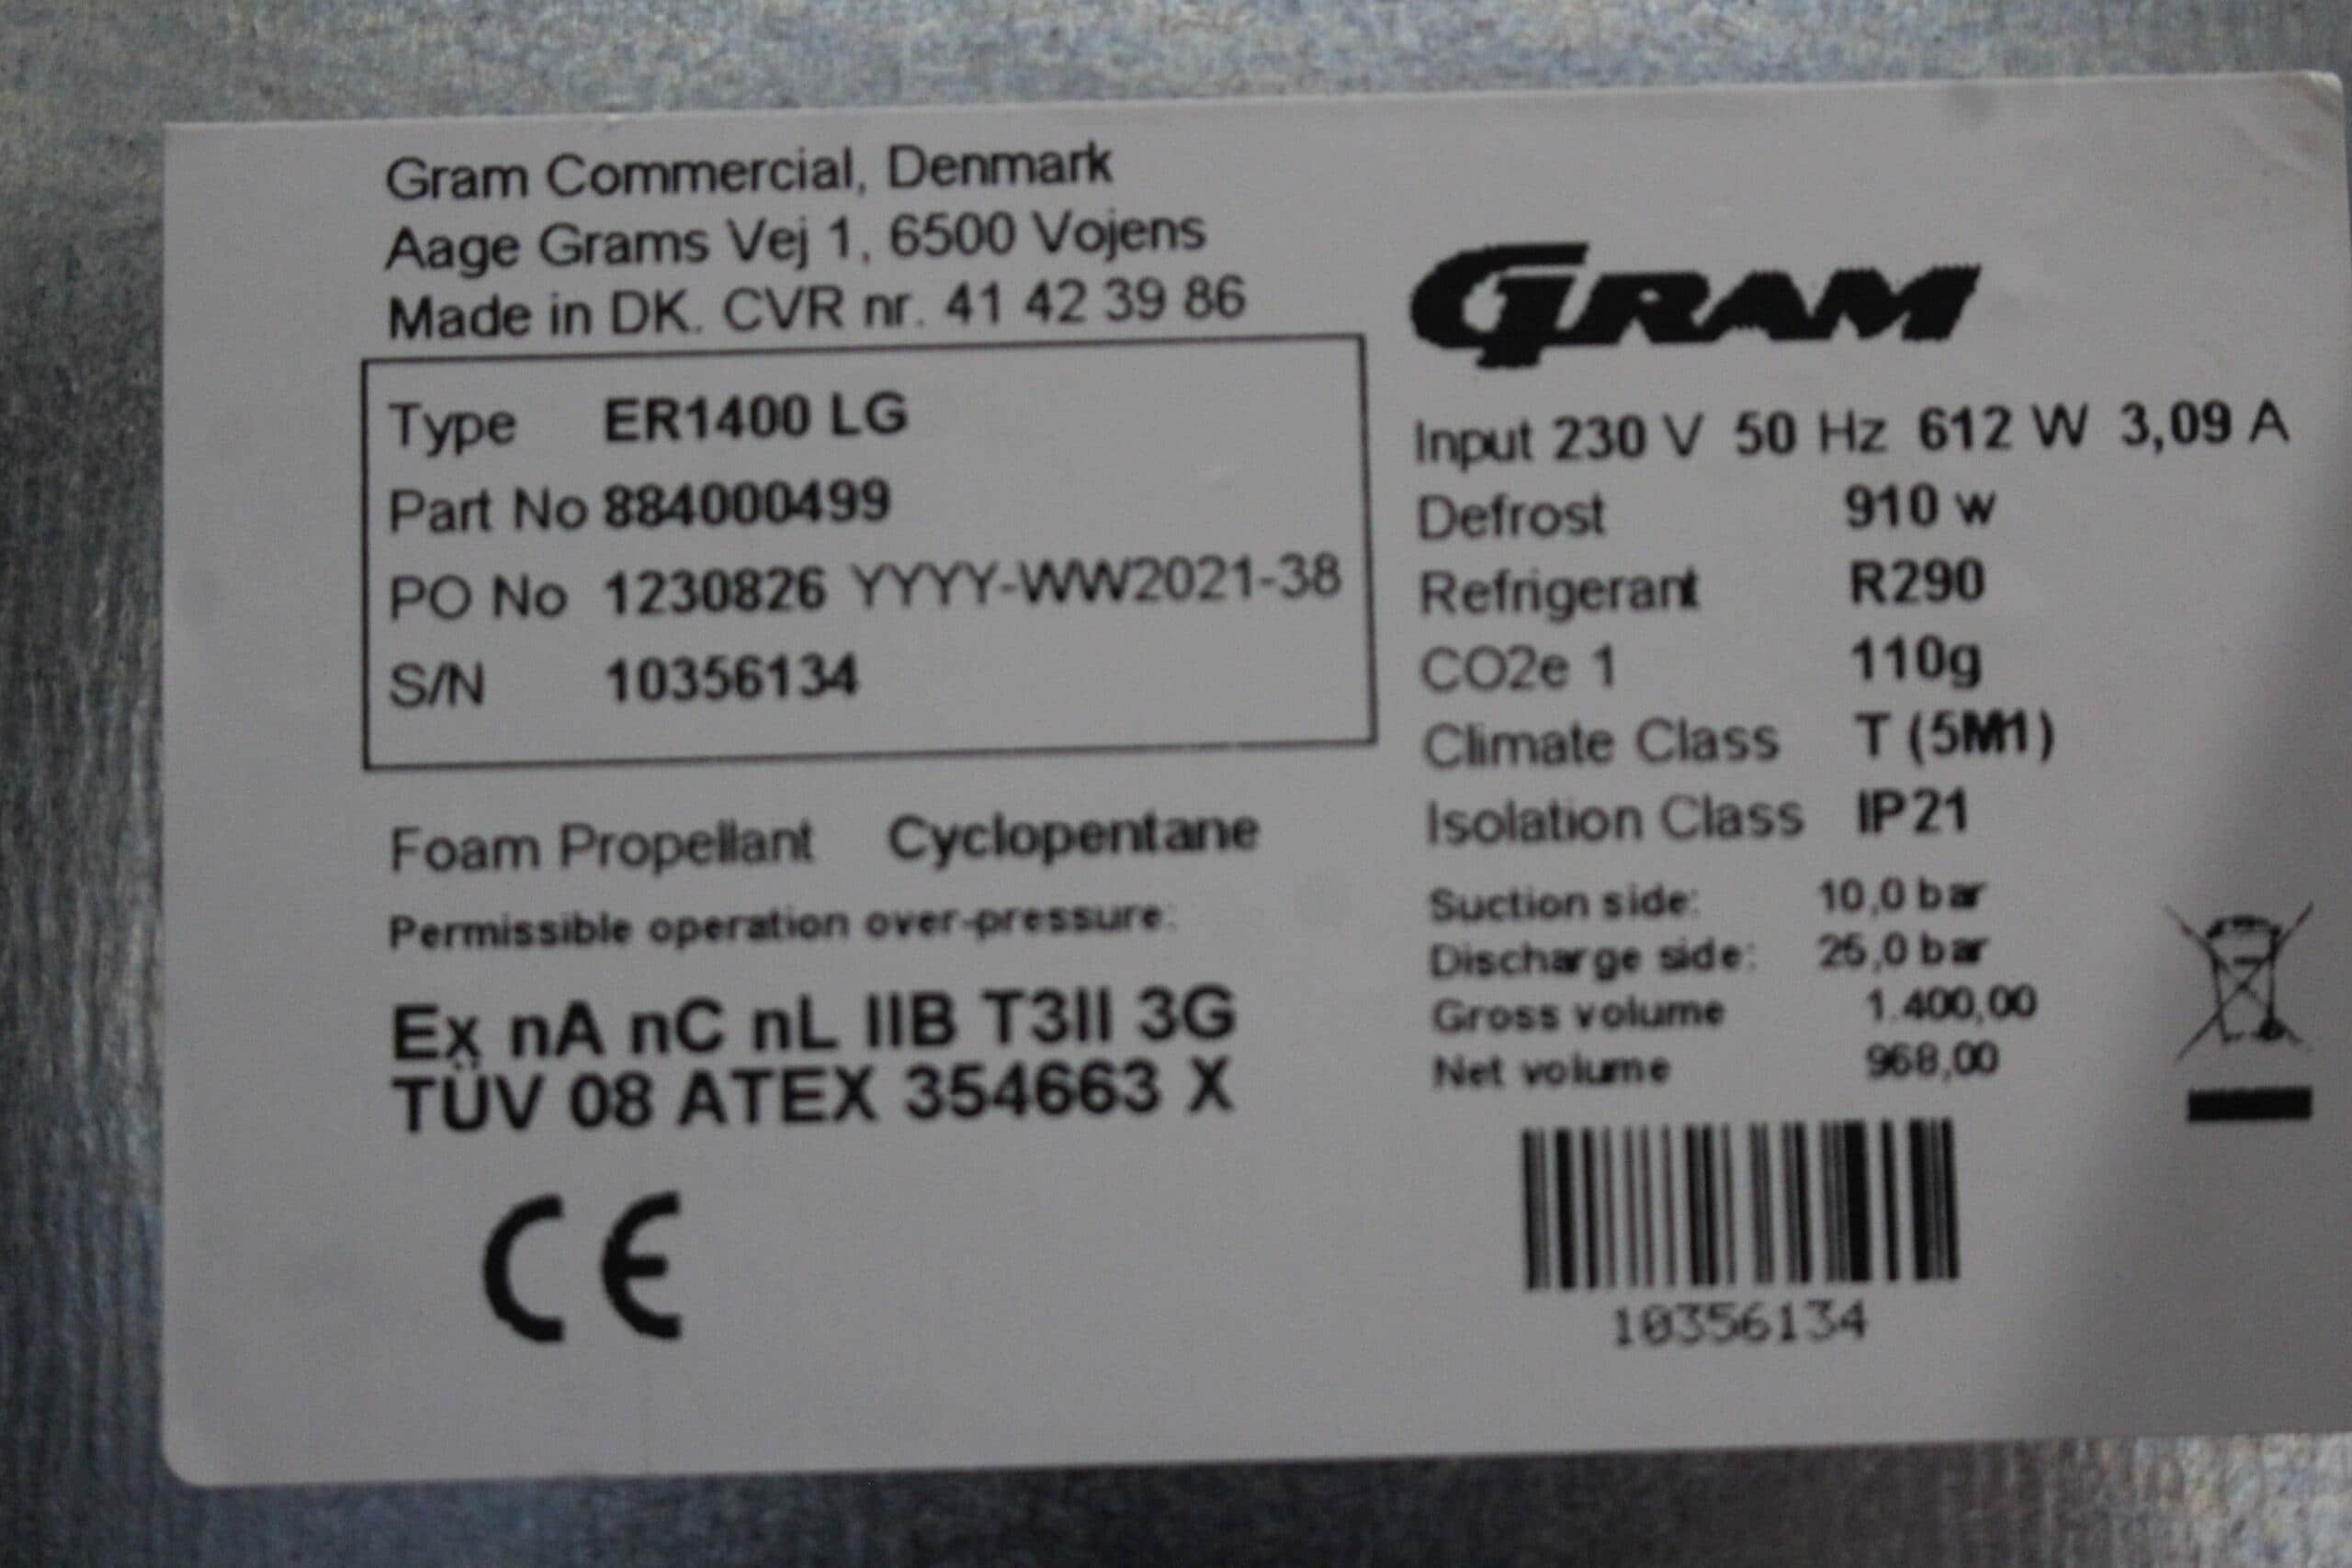 Gram Commercial, Denmark
Aage Grams Vej 1, 6500 Vojens
Made in DK. CVR nr. 41 42 39 86
Type ER1400 LG
Part No 884000499
PO No 1230826 YYYY-WW2021-38
S/N 10356134
Foam Propellant Cyclopentane
Permissible operation over-pressure:
Ex nA nC nL IIB T3II 3G
TÜV 08 ATEX 354663 X
CE
GRAM
Input 230 V 50 Hz 612 W 3,09 A
Defrost 910 w
Refrigerant R290
CO2e 1 110g
Climate Class T (5M1)
Isolation Class IP21
Suction side: 10,0 bar
Discharge side: 25,0 bar
Gross volume 1.400,00
Net volume 968,00
10356134